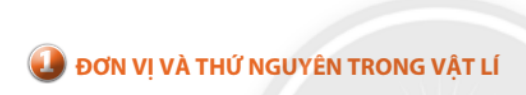 1 ĐƠN VỊ VÀ THỨ NGUYÊN TRONG VẬT LÍ